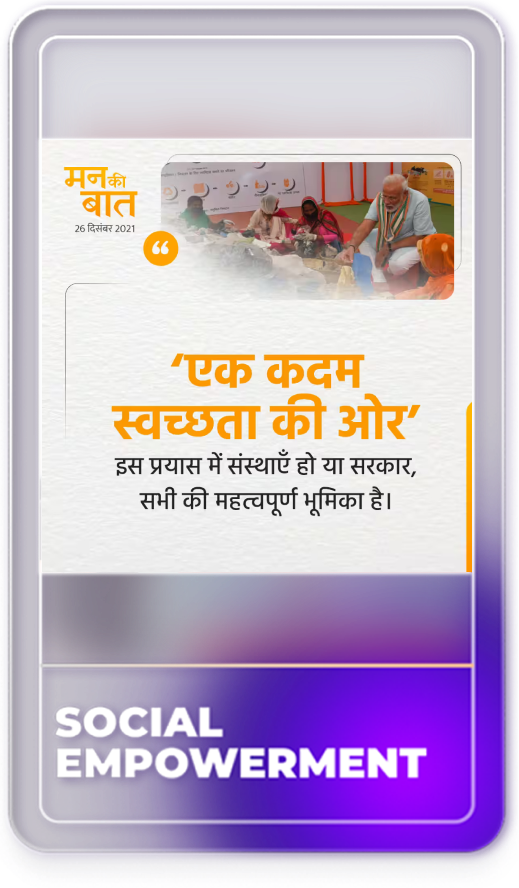 मन की
बात
26 दिसंबर 2021
‘एक कदम
स्वच्छता की ओर’
इस प्रयास में संस्थाएँ हो या सरकार,
सभी की महत्वपूर्ण भूमिका है।
SOCIAL
EMPOWERMENT